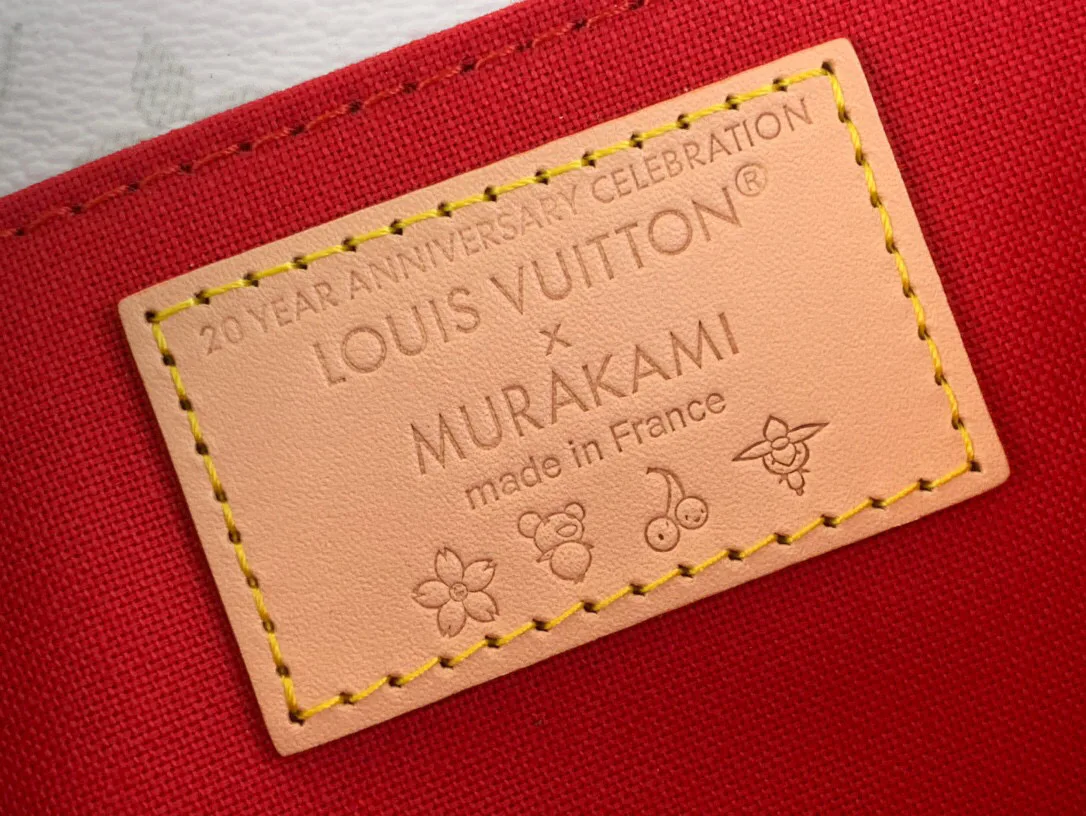 20 YEAR ANNIVERSARY CELEBRATION
LOUIS VUITTON®
x
MURAKAMI
made in France